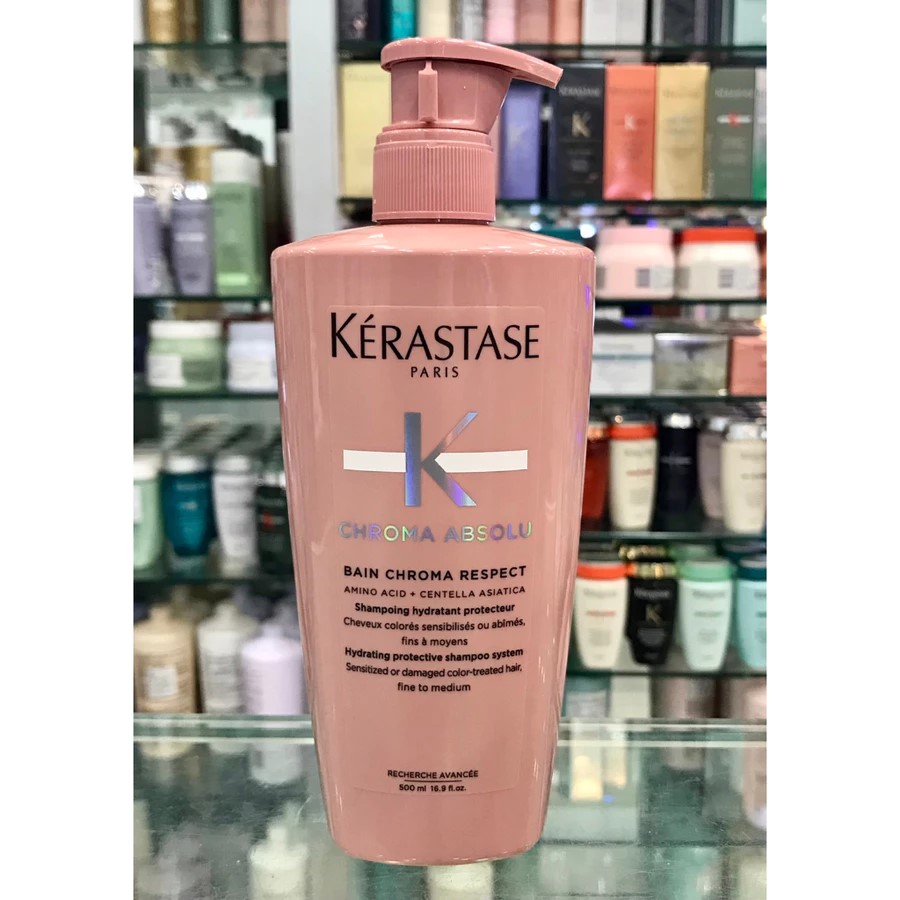 KÉRASTASE
PARIS
K
CHROMA ABSOLU
BAIN CHROMA RESPECT
AMINO ACID + CENTELLA ASIATICA
Shampoing hydratant protecteur
Cheveux colorés sensibilisés ou abîmés,
fins à moyens
Hydrating protective shampoo system
Sensitized or damaged color-treated hair,
fine to medium
RECHERCHE AVANCÉE
500 ml 16.9 fl.oz.
KERASTASE